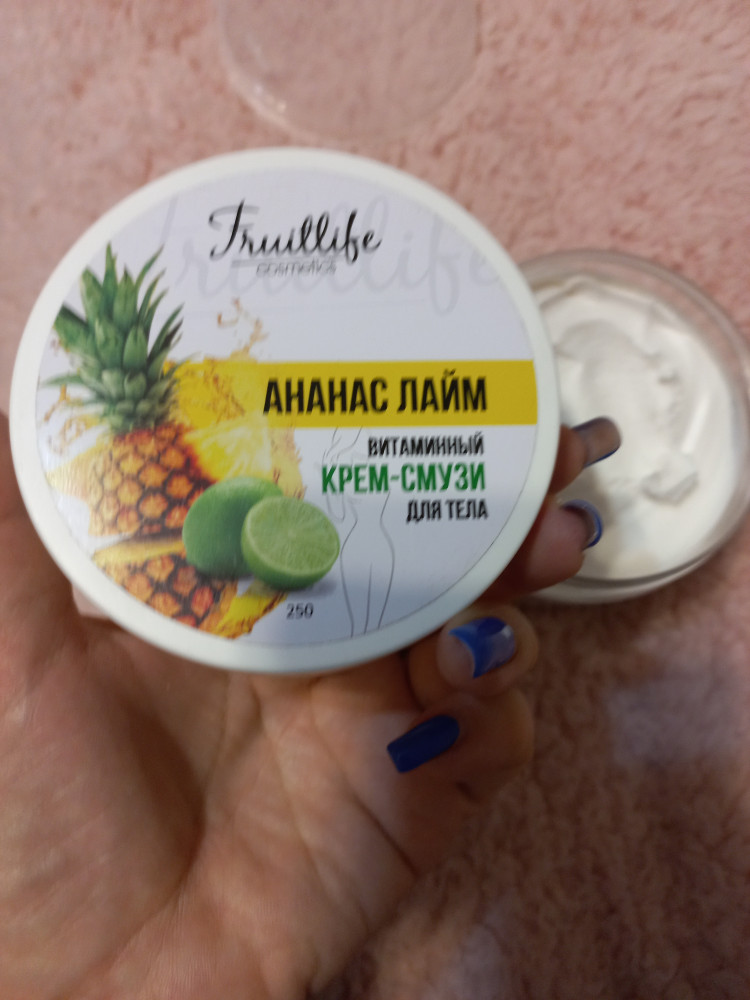 Fruitlife
cosmetics
АНАНАС ЛАЙМ
ВИТАМИННЫЙ
КРЕМ-СМУЗИ
ДЛЯ ТЕЛА
250